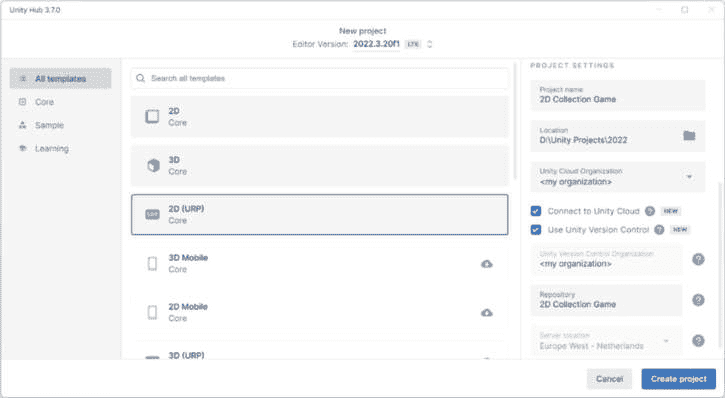 Unity Hub 3.7.0
New project
Editor Version: 2022.3.20f1 LTS
All templates
Core
Sample
Learning
Search all templates
2D
Core
3D
Core
2D (URP)
Core
3D Mobile
Core
2D Mobile
Core
3D (URP)
PROJECT SETTINGS
Project name
2D Collection Game
Location
D:\Unity Projects\2022
Unity Cloud Organization
<my organization>
Connect to Unity Cloud ? NEW
Use Unity Version Control ? NEW
Unity Version Control Organization
<my organization>
?
Repository
2D Collection Game
?
Server location
Europe West - Netherlands
?
Cancel
Create project